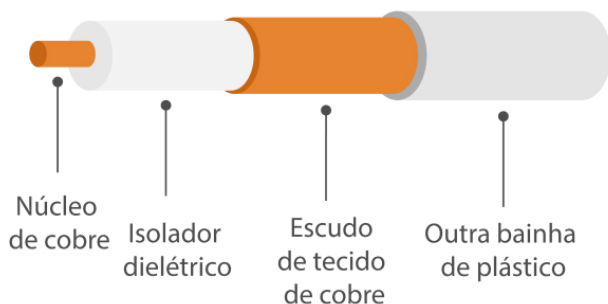 Núcleo
de cobre
Isolador
dielétrico
Escudo
de tecido
de cobre
Outra bainha
de plástico